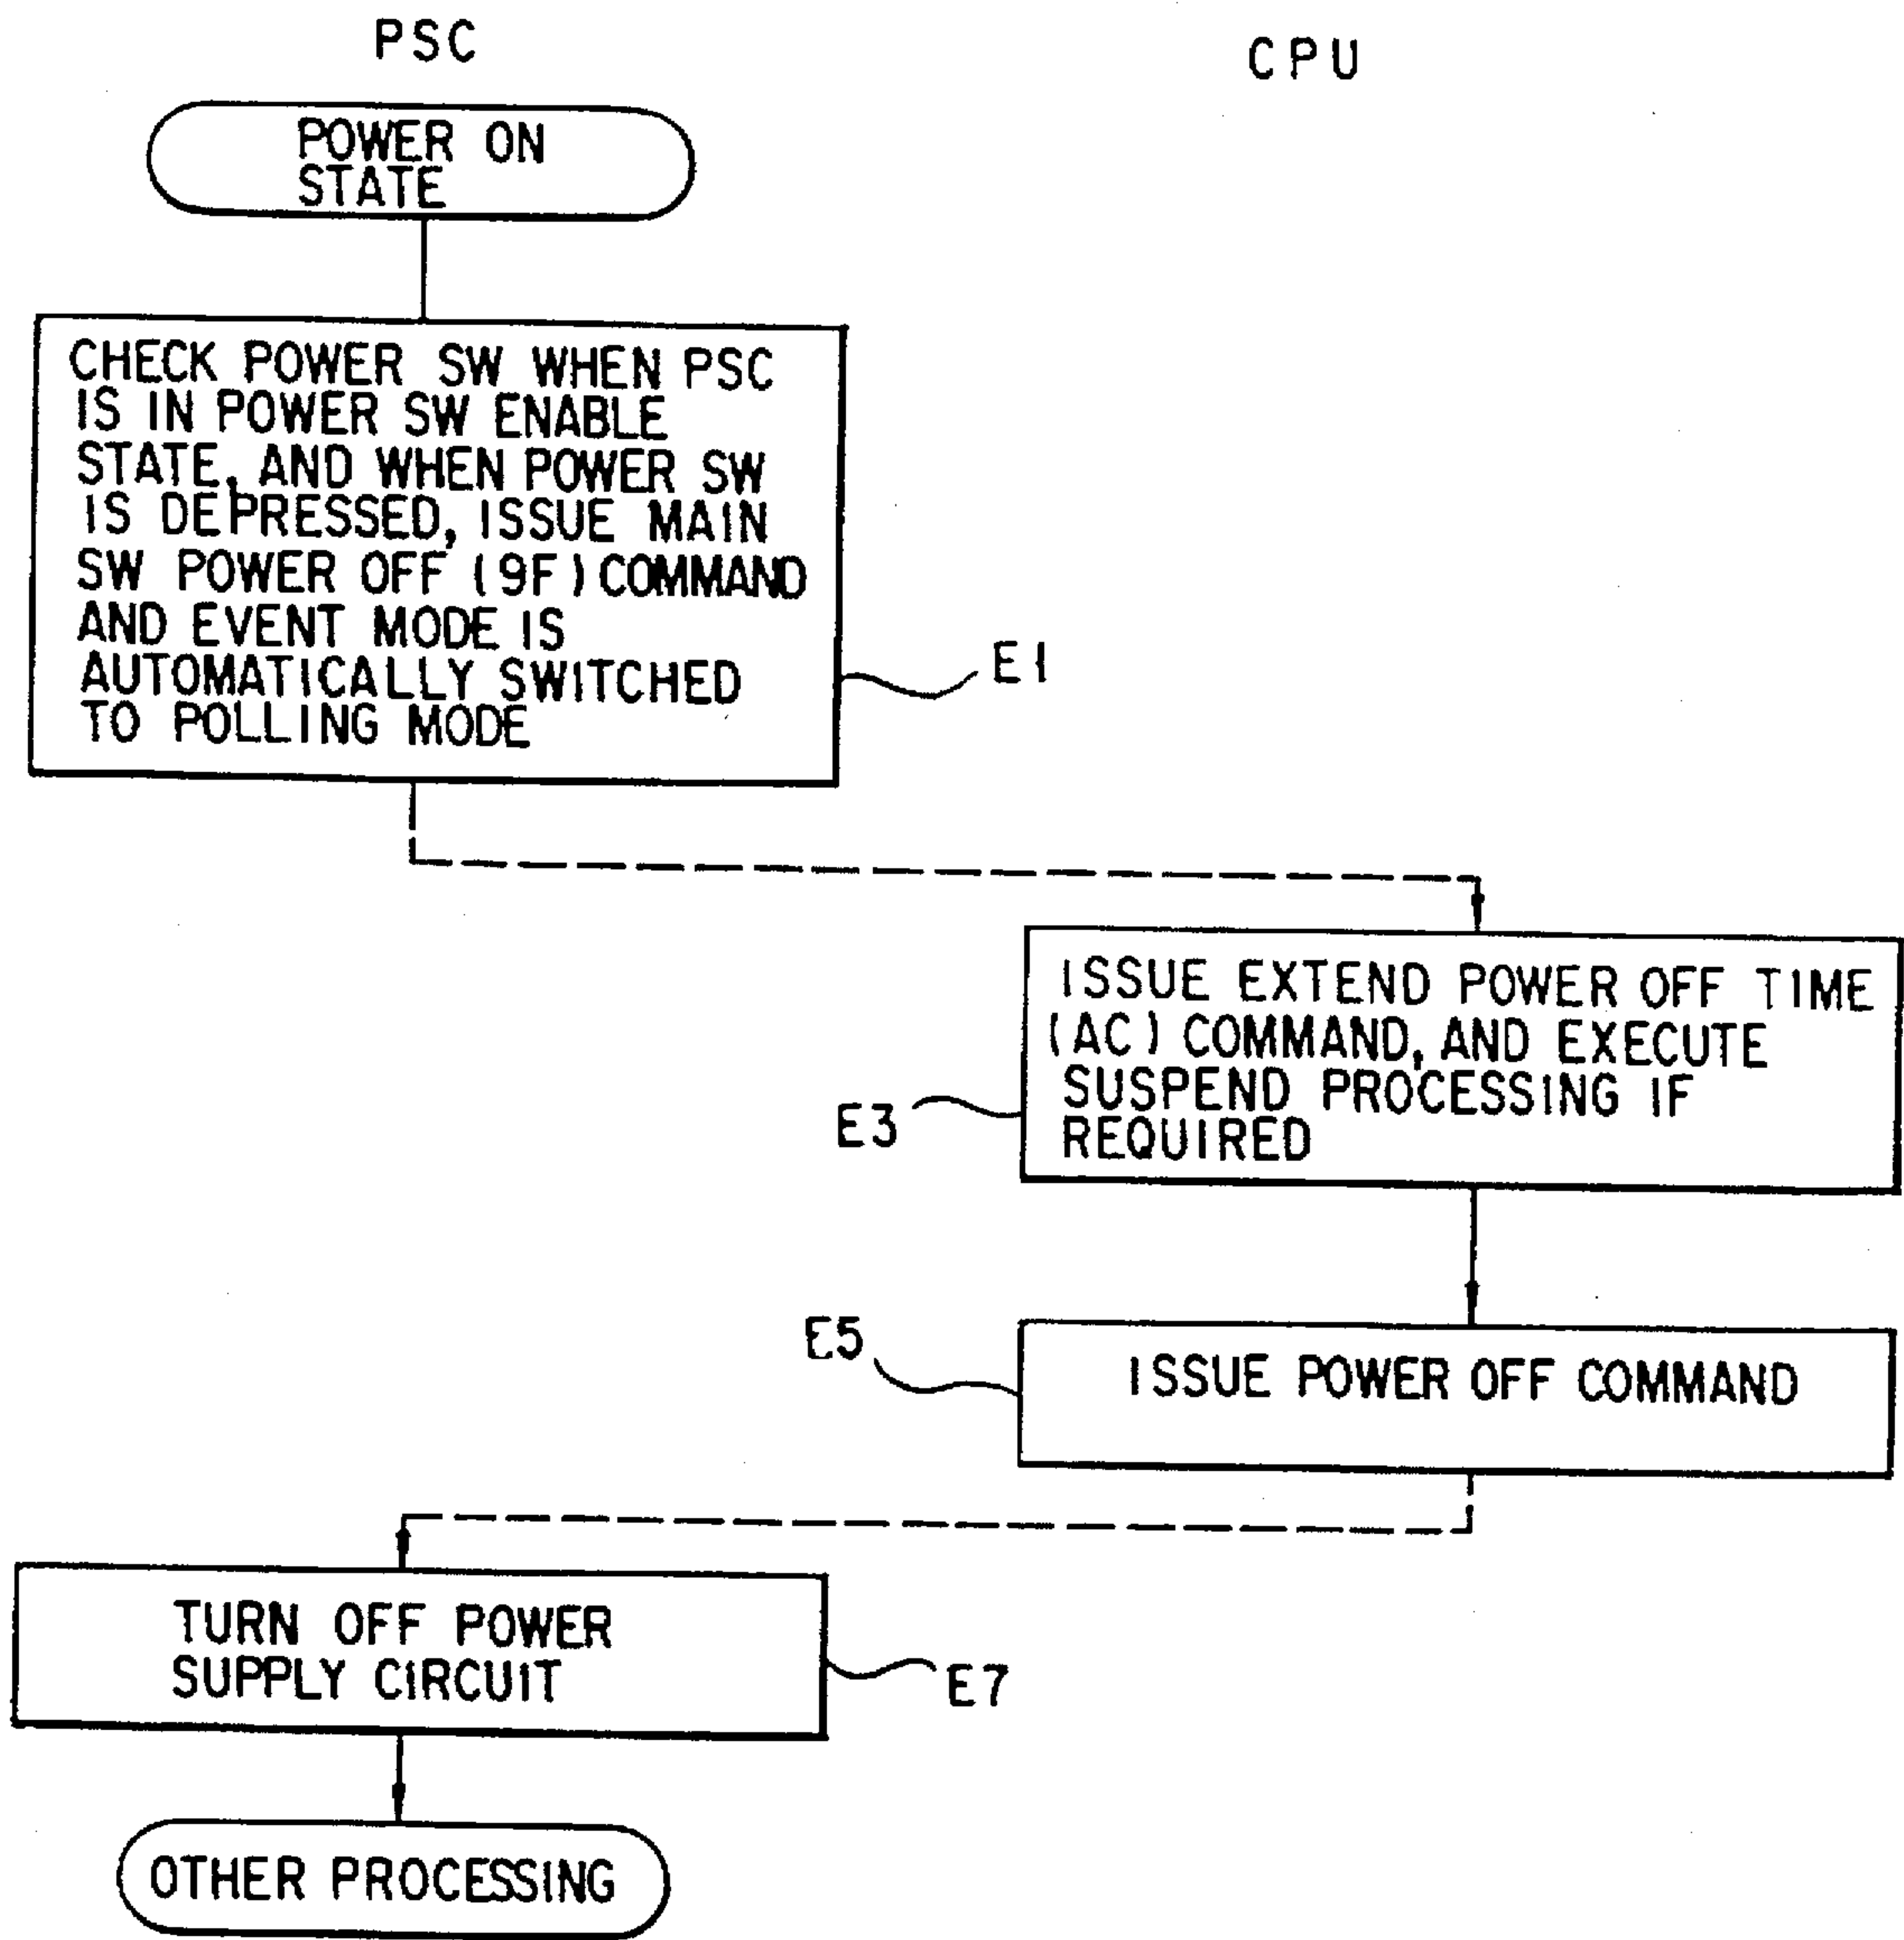 PSC
CPU
POWER ON
STATE
CHECK POWER SW WHEN PSC
IS IN POWER SW ENABLE
STATE, AND WHEN POWER SW
IS DEPRESSED, ISSUE MAIN
SW POWER OFF (9F) COMMAND
AND EVENT MODE IS
AUTOMATICALLY SWITCHED
TO POLLING MODE
E1
ISSUE EXTEND POWER OFF TIME
(AC) COMMAND, AND EXECUTE
SUSPEND PROCESSING IF
REQUIRED
E3
E5
ISSUE POWER OFF COMMAND
TURN OFF POWER
SUPPLY CIRCUIT
E7
OTHER PROCESSING